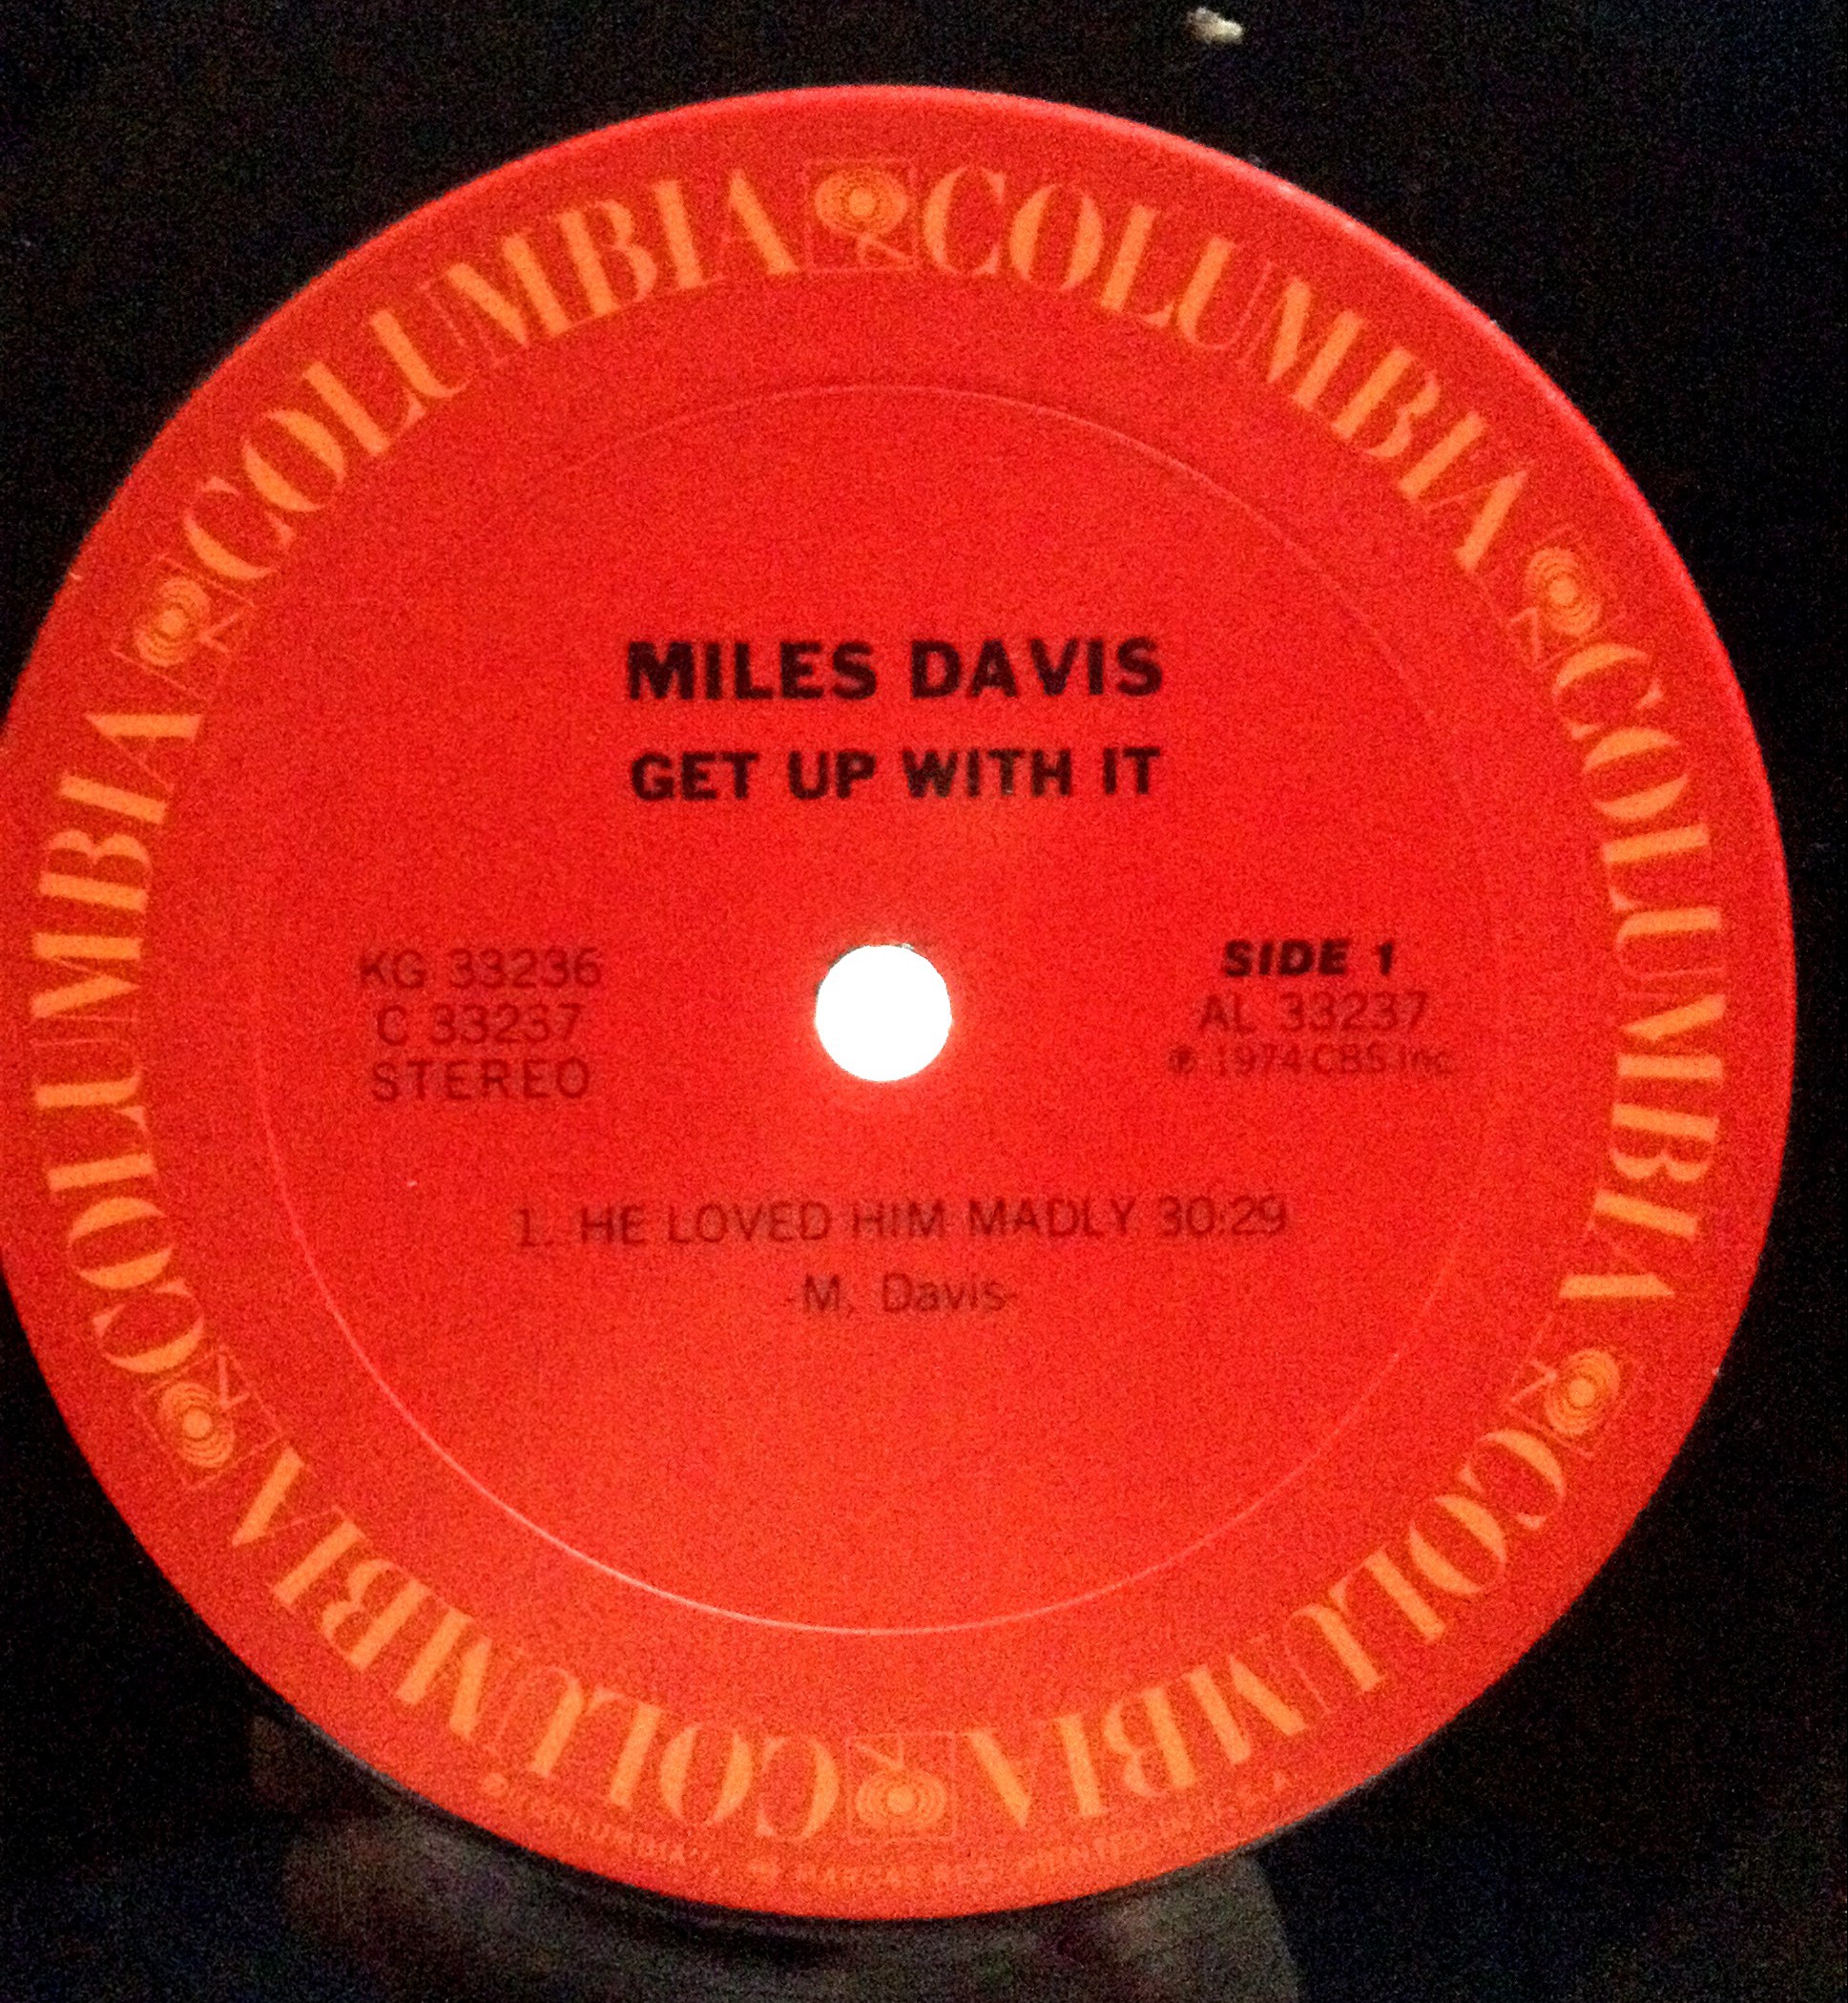 COLUMBIA COLUMBIA COLUMBIA COLUMBIA COLUMBIA COLUMBIA
MILES DAVIS
GET UP WITH IT
KG 33236
C 33237
STEREO
SIDE 1
AL 33237
℗ 1974 CBS Inc.
1. HE LOVED HIM MADLY 30:29
-M. Davis-